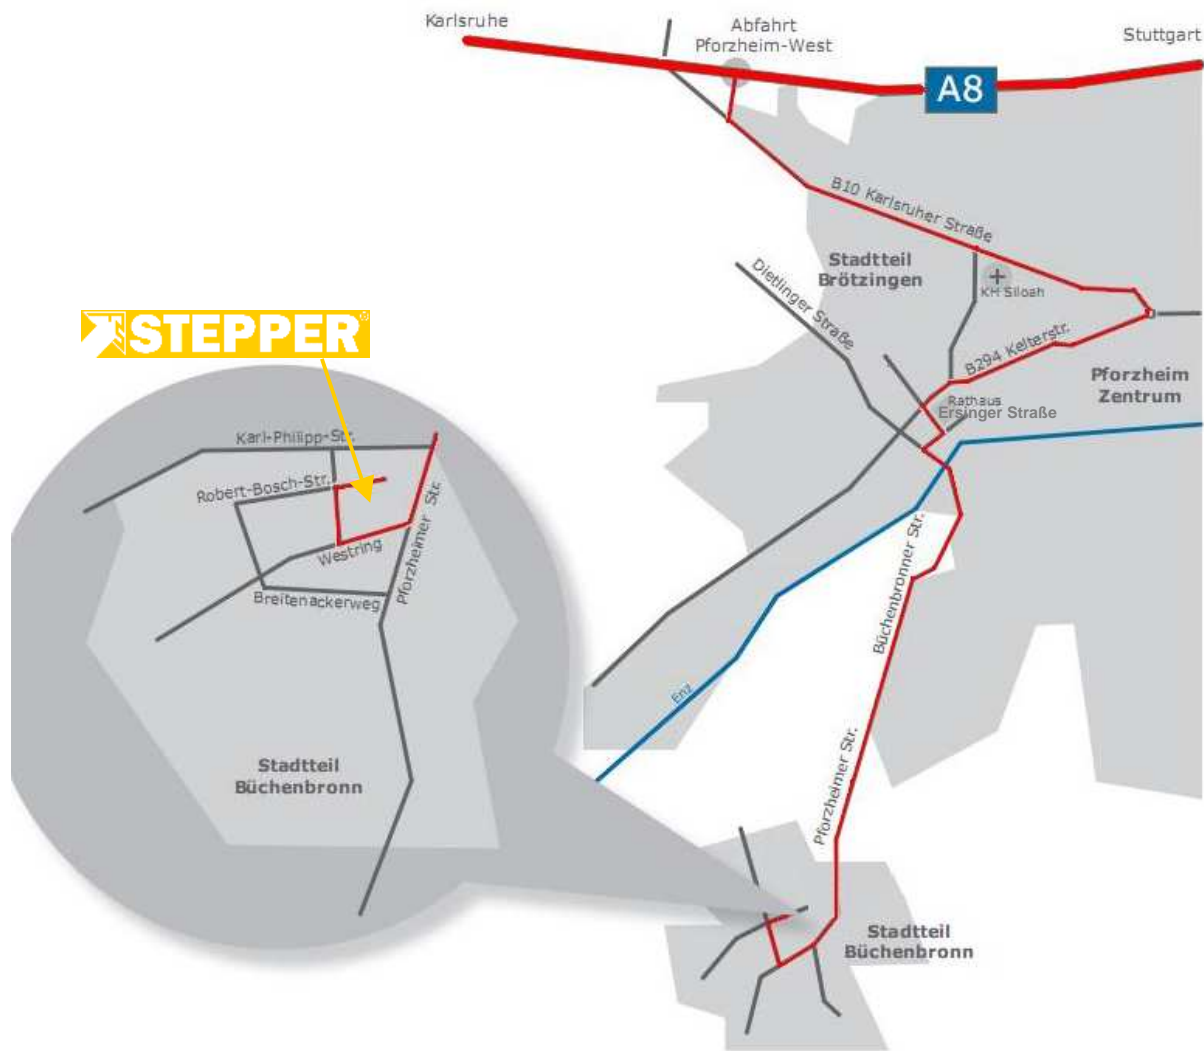 Karlsruhe
Abfahrt
Pforzheim-West
Stuttgart
A8
B10 Karlsruher Straße
Stadtteil
Brötzingen
Dietlinger Straße
KH Siloah
STEPPER®
B294 Kelterstr.
Pforzheim
Zentrum
Rathaus
Ersinger Straße
Karl-Philipp-Str.
Robert-Bosch-Str.
Westring
Pforzheimer Str.
Breitenackerweg
Büchenbronner Str.
Enz
Stadtteil
Büchenbronn
Pforzheimer Str.
Stadtteil
Büchenbronn